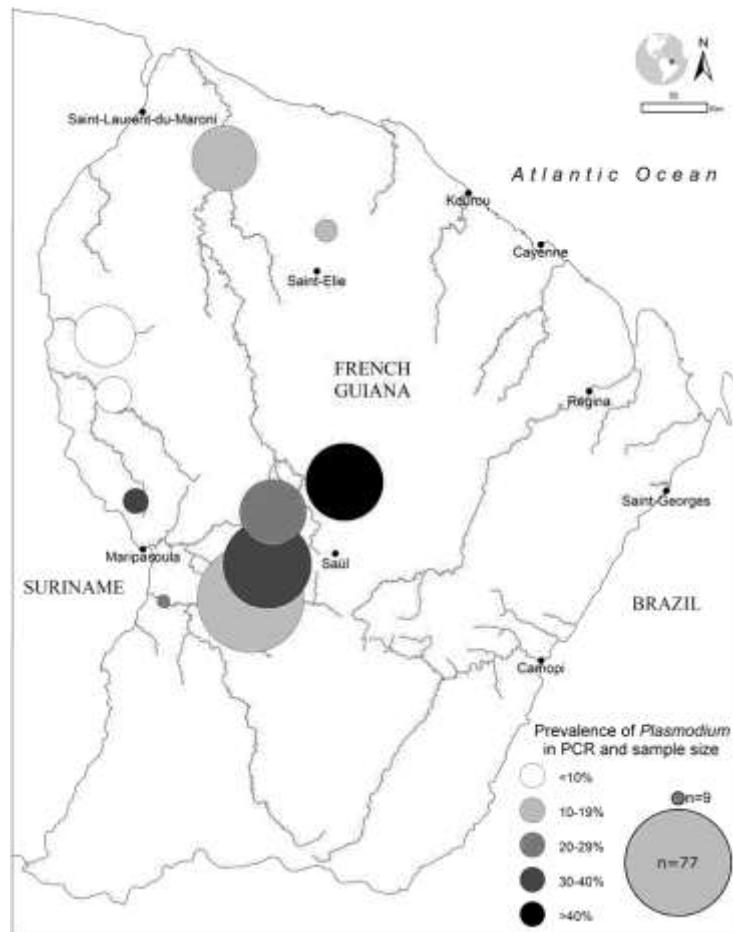 N
Saint-Laurent-du-Maroni
Atlantic Ocean
Kourou
Cayenne
Saint-Elie
FRENCH
GUIANA
Régina
Saint-Georges
Maripasoula
Saül
SURINAME
BRAZIL
Camopi
Prevalence of Plasmodium
in PCR and sample size
<10%
10-19%
20-29%
30-40%
>40%
n=9
n=77